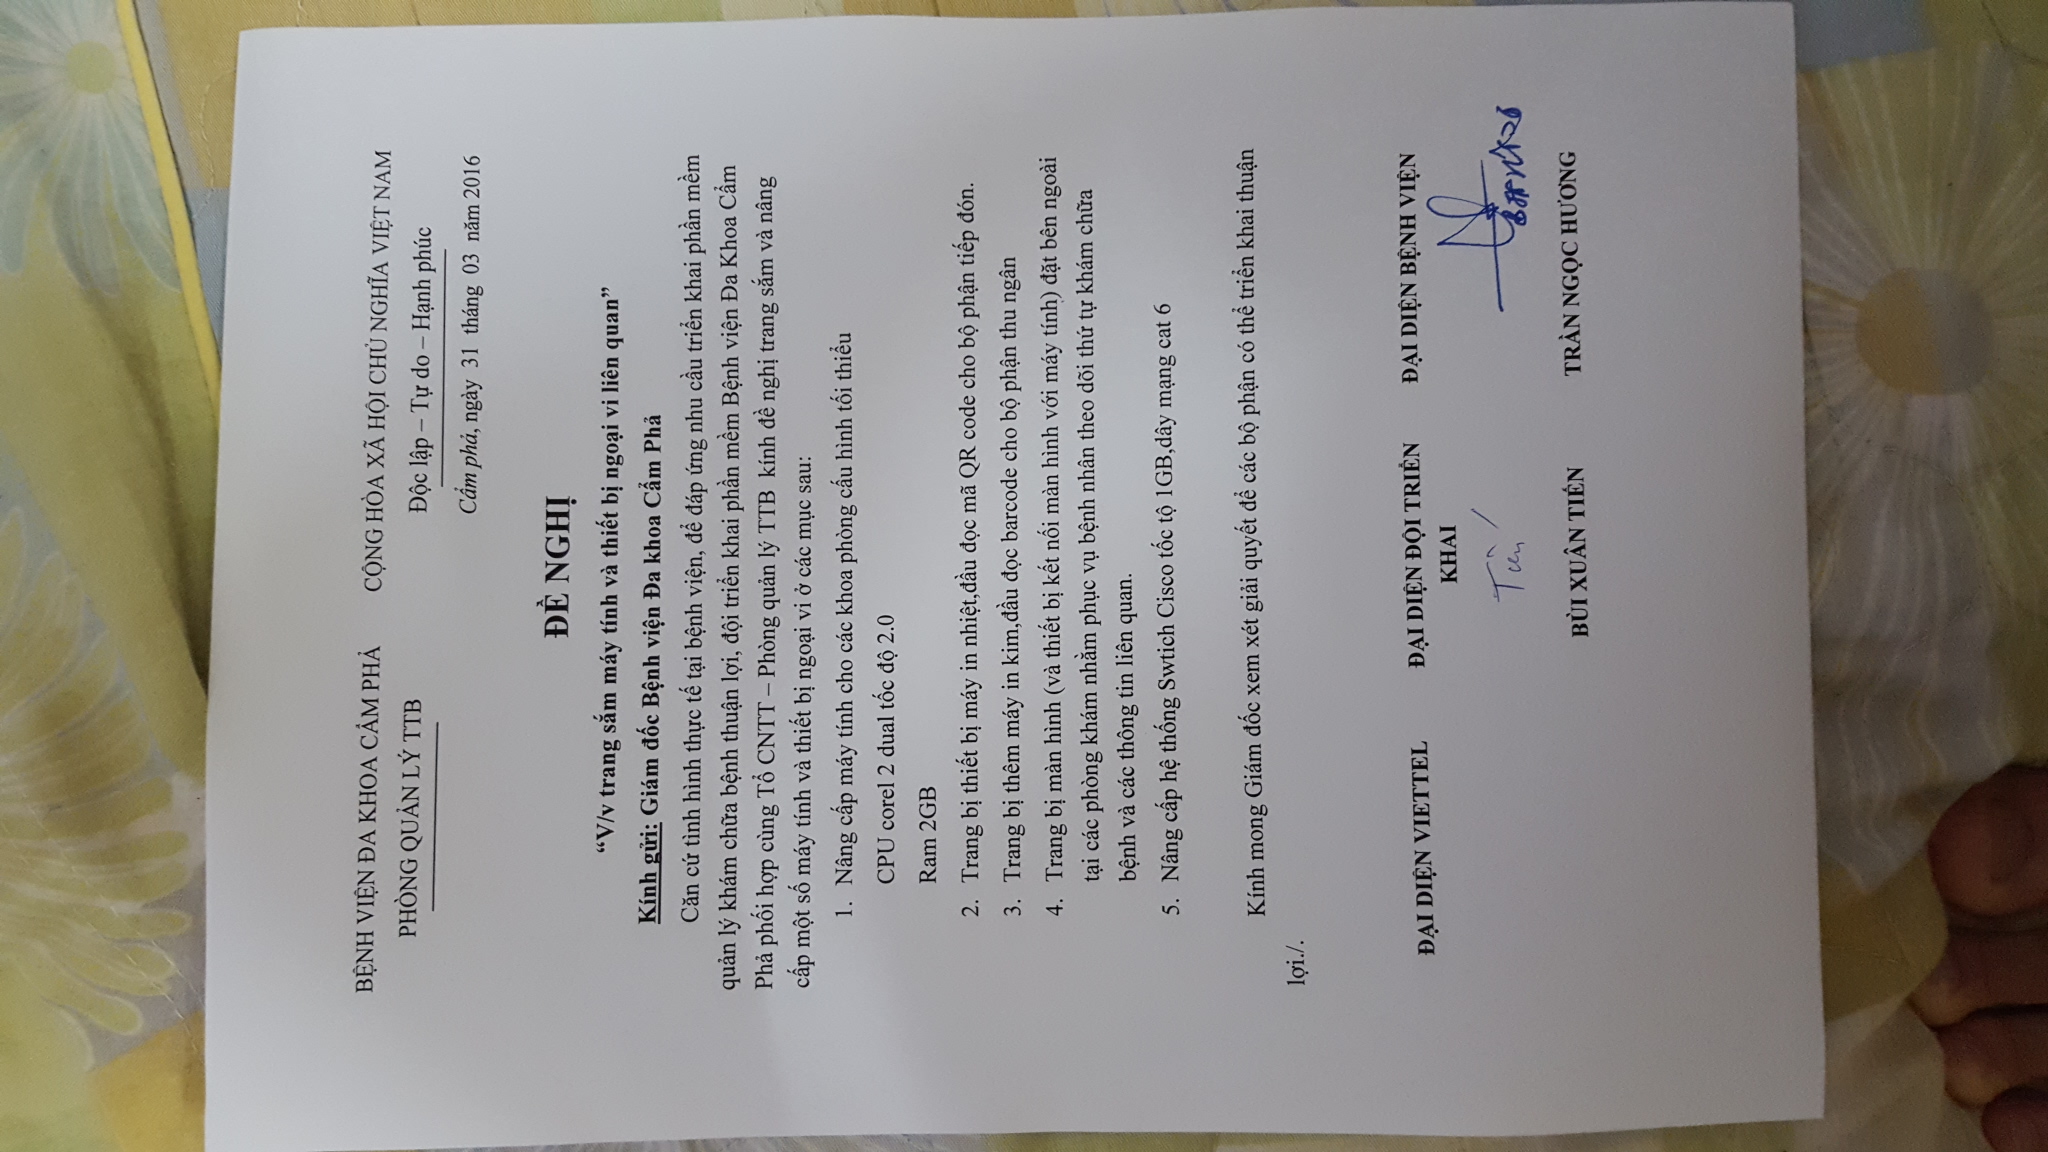 BỆNH VIỆN ĐA KHOA CẨM PHẢ
PHÒNG QUẢN LÝ TTB
CỘNG HÒA XÃ HỘI CHỦ NGHĨA VIỆT NAM
Độc lập – Tự do – Hạnh phúc
Cẩm phả, ngày 31 tháng 03 năm 2016
ĐỀ NGHỊ
“V/v trang sắm máy tính và thiết bị ngoại vi liên quan”
Kính gửi: Giám đốc Bệnh viện Đa khoa Cẩm Phả
Căn cứ tình hình thực tế tại bệnh viện, để đáp ứng nhu cầu triển khai phần mềm
quản lý khám chữa bệnh thuận lợi, đội triển khai phần mềm Bệnh viện Đa Khoa Cẩm
Phả phối hợp cùng Tổ CNTT – Phòng quản lý TTB kính đề nghị trang sắm và nâng
cấp một số máy tính và thiết bị ngoại vi ở các mục sau:
1. Nâng cấp máy tính cho các khoa phòng cấu hình tối thiểu
CPU corel 2 dual tốc độ 2.0
Ram 2GB
2. Trang bị thiết bị máy in nhiệt,đầu đọc mã QR code cho bộ phận tiếp đón.
3. Trang bị thêm máy in kim,đầu đọc barcode cho bộ phận thu ngân
4. Trang bị màn hình (và thiết bị kết nối màn hình với máy tính) đặt bên ngoài
tại các phòng khám nhằm phục vụ bệnh nhân theo dõi thứ tự khám chữa
bệnh và các thông tin liên quan.
5. Nâng cấp hệ thống Swtich Cisco tốc tộ 1GB,dây mạng cat 6
Kính mong Giám đốc xem xét giải quyết để các bộ phận có thể triển khai thuận
lợi./.
ĐẠI DIỆN VIETTEL
ĐẠI DIỆN ĐỘI TRIỂN
KHAI
ĐẠI DIỆN BỆNH VIỆN
BÙI XUÂN TIẾN
TRẦN NGỌC HƯƠNG